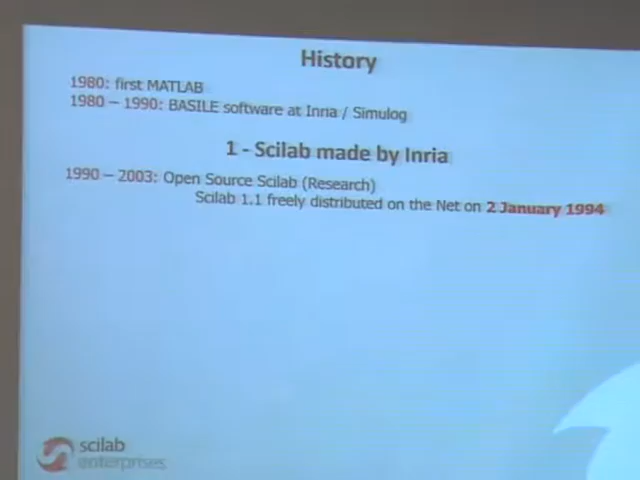 History
1980: first MATLAB
1980 – 1990: BASILE software at Inria / Simulog
1 - Scilab made by Inria
1990 – 2003: Open Source Scilab (Research)
Scilab 1.1 freely distributed on the Net on 2 January 1994
scilab
enterprises